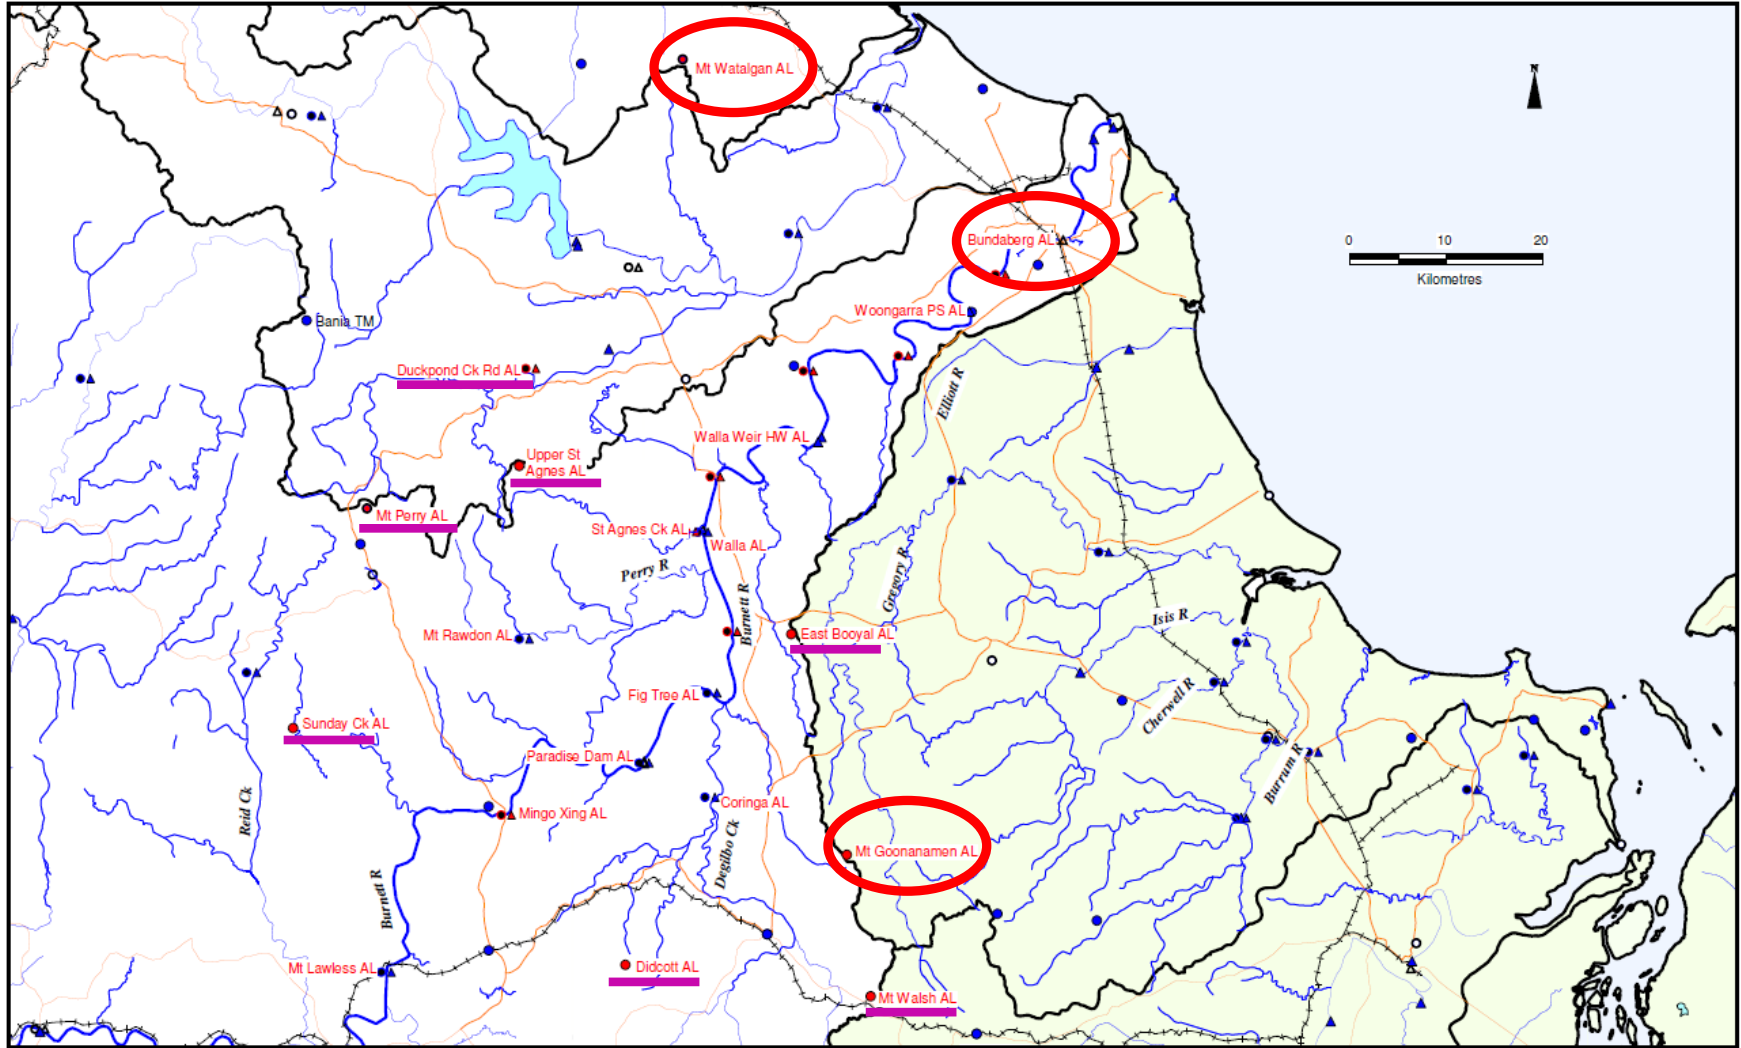 Mt Watalgan AL
N
Bundaberg AL
0 10 20
Kilometres
Woongarra PS AL
Bania TM
Duckpond Ck Rd AL
Elliott R
Walla Weir HW AL
Upper St
Agnes AL
Mt Perry AL
St Agnes Ck AL
Walla AL
Perry R
Gregory R
Burnett R
Isis R
Mt Rawdon AL
East Booyal AL
Fig Tree AL
Cherwell R
Sunday Ck AL
Paradise Dam AL
Burrum R
Reid Ck
Mingo Xing AL
Coringa AL
Degilbo Ck
Mt Goonanamen AL
Burnett R
Mt Lawless AL
Didcott AL
Mt Walsh AL